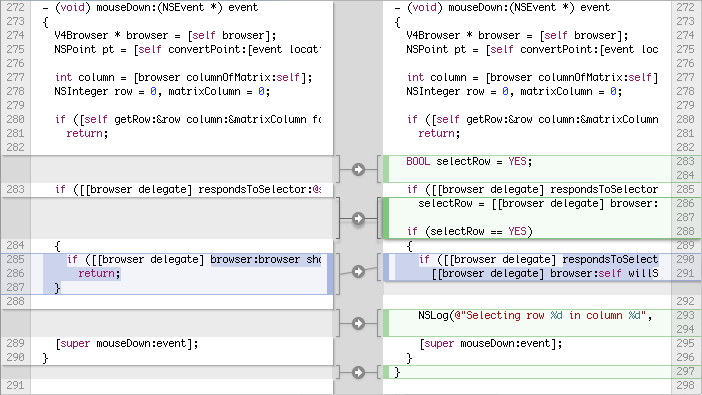 272 - (void) mouseDown:(NSEvent *) event
273 {
274 V4Browser * browser = [self browser];
275 NSPoint pt = [self convertPoint:[event locat
276
277 int column = [browser columnOfMatrix:self];
278 NSInteger row = 0, matrixColumn = 0;
279
280 if ([self getRow:&row column:&matrixColumn fo
281 return;
282
283 if ([[browser delegate] respondsToSelector:@s
284 {
285 if ([[browser delegate] browser:browser sho
286 return;
287 }
288
289 [super mouseDown:event];
290 }
291
272 - (void) mouseDown:(NSEvent *) event
273 {
274 V4Browser * browser = [self browser];
275 NSPoint pt = [self convertPoint:[event loc
276
277 int column = [browser columnOfMatrix:self]
278 NSInteger row = 0, matrixColumn = 0;
279
280 if ([self getRow:&row column:&matrixColumn
281 return;
282
283 BOOL selectRow = YES;
284
285 if ([[browser delegate] respondsToSelector
286 selectRow = [[browser delegate] browser:
287
288 if (selectRow == YES)
289 {
290 if ([[browser delegate] respondsToSelect
291 [[browser delegate] browser:self willS
292
293 NSLog(@"Selecting row %d in column %d",
294
295 [super mouseDown:event];
296 }
297 }
298